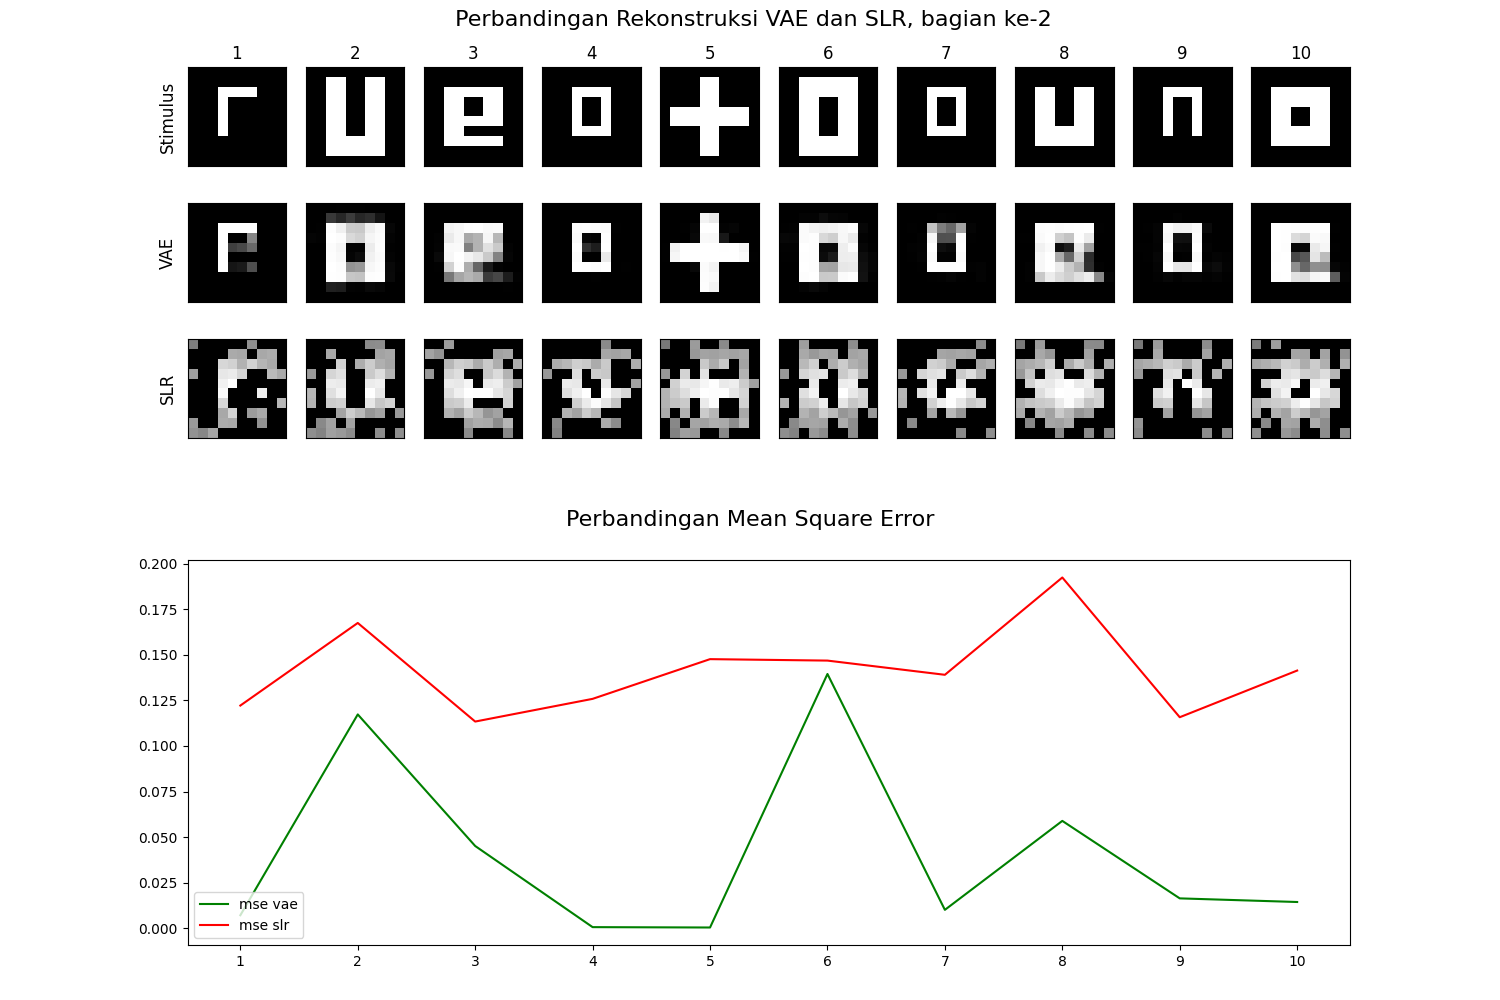 Perbandingan Rekonstruksi VAE dan SLR, bagian ke-2
1 2 3 4 5 6 7 8 9 10
Stimulus
VAE
SLR
Perbandingan Mean Square Error
0.200
0.175
0.150
0.125
0.100
0.075
0.050
0.025
0.000
mse vae
mse slr
1 2 3 4 5 6 7 8 9 10